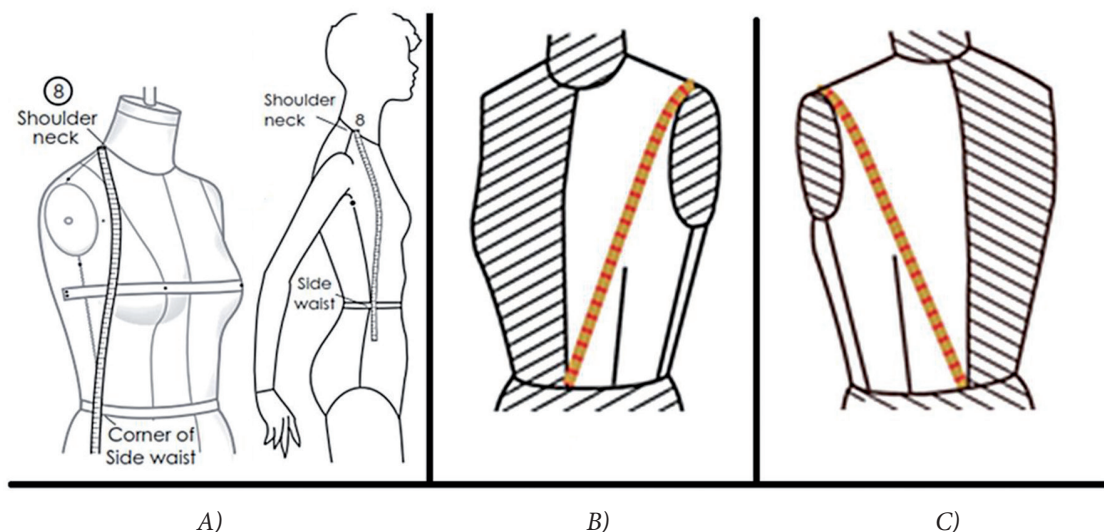 8
Shoulder
neck
Corner of
Side waist
Shoulder
neck
8
Side
waist
A)
B)
C)